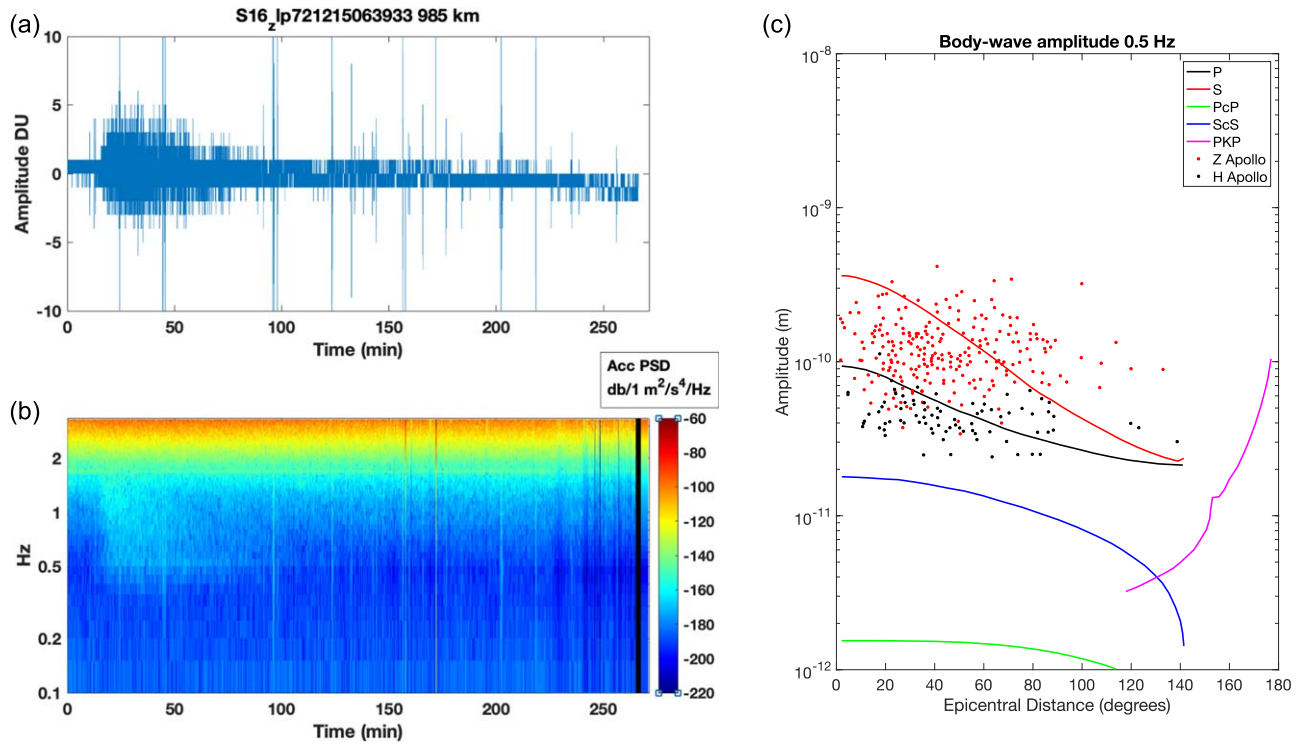 (a)
S16zlp721215063933 985 km
10
5
0
-5
-10
Amplitude DU
0 50 100 150 200 250
Time (min)
(b)
Acc PSD
db/1 m²/s⁴/Hz
2
1
0.5
0.2
0.1
Hz
0 50 100 150 200 250
Time (min)
-60
-80
-100
-120
-140
-160
-180
-200
-220
(c)
Body-wave amplitude 0.5 Hz
10⁻⁸
10⁻⁹
10⁻¹⁰
10⁻¹¹
10⁻¹²
Amplitude (m)
P
S
PcP
ScS
PKP
Z Apollo
H Apollo
0 20 40 60 80 100 120 140 160 180
Epicentral Distance (degrees)